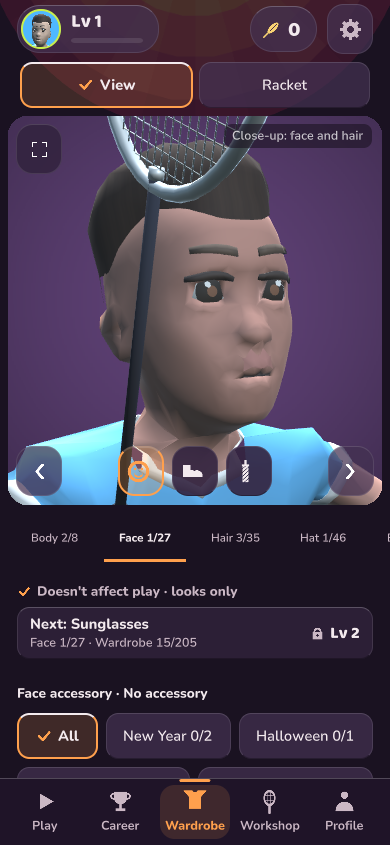 Lv 1
0
View
Racket
Close-up: face and hair
Body 2/8
Face 1/27
Hair 3/35
Hat 1/46
Doesn't affect play · looks only
Next: Sunglasses
Face 1/27 · Wardrobe 15/205
Lv 2
Face accessory · No accessory
All
New Year 0/2
Halloween 0/1
Play
Career
Wardrobe
Workshop
Profile